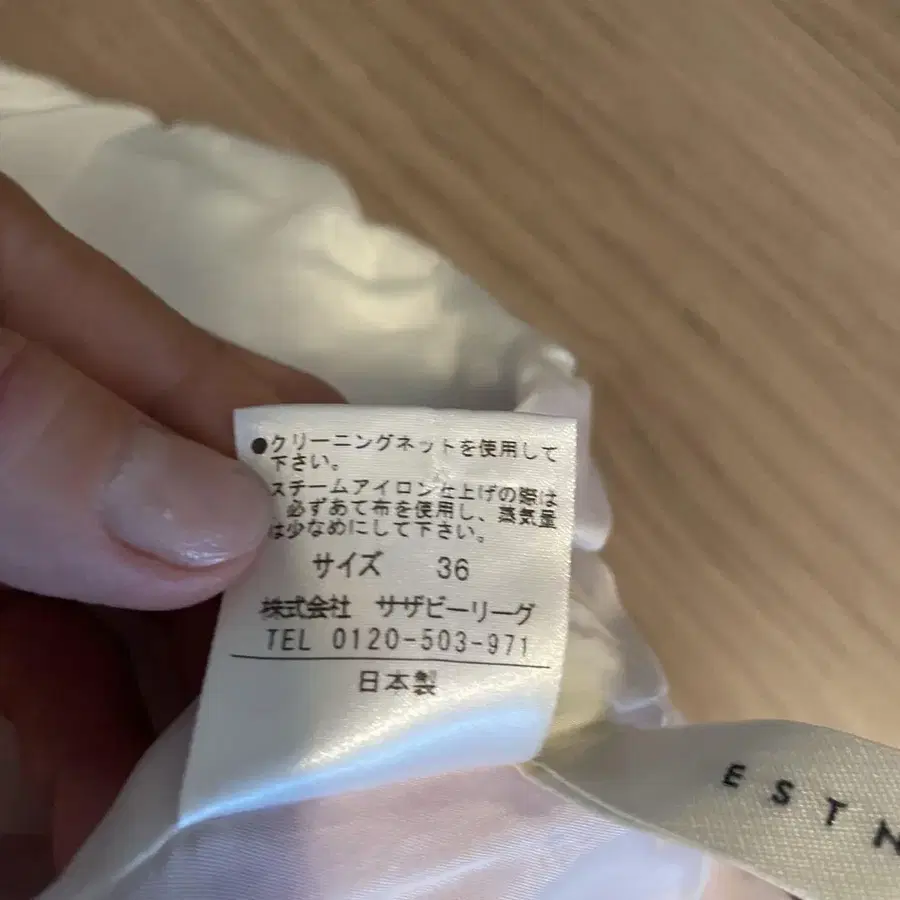 ●クリーニングネットを使用して
下さい。
スチームアイロン仕上げの際は
必ずあて布を使用し、蒸気量
は少なめにして下さい。
サイズ 36
株式会社 サザビーリーグ
TEL 0120-503-971
日本製
ESTN